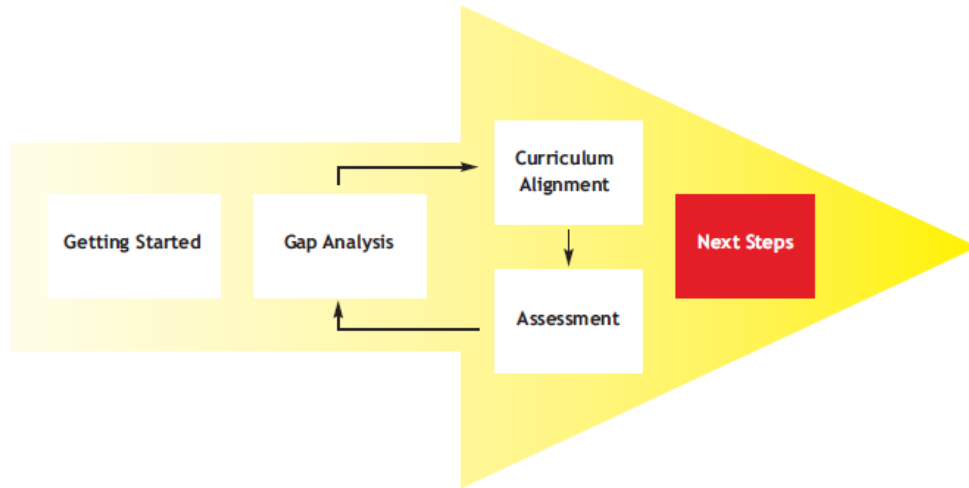 Getting Started
Gap Analysis
Curriculum
Alignment
Assessment
Next Steps